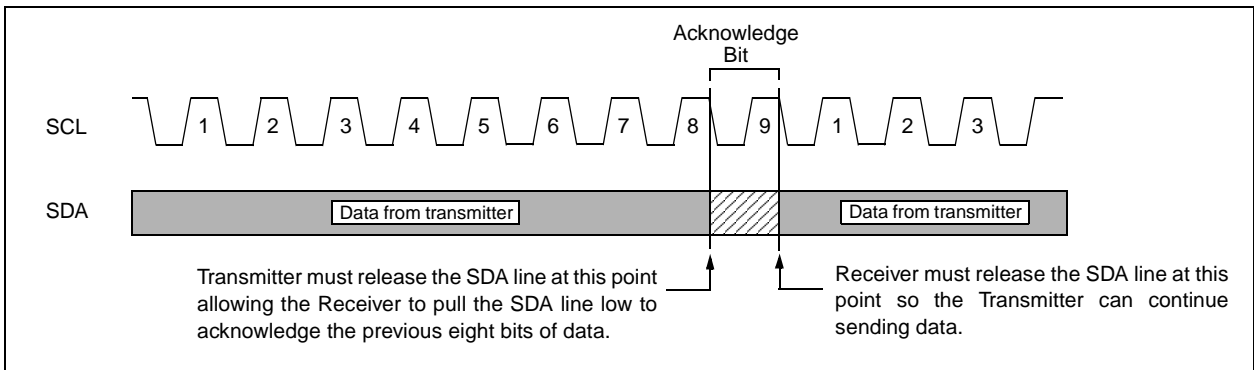 Acknowledge
Bit
SCL
1 2 3 4 5 6 7 8 9 1 2 3
SDA
Data from transmitter
Data from transmitter
Transmitter must release the SDA line at this point
allowing the Receiver to pull the SDA line low to
acknowledge the previous eight bits of data.
Receiver must release the SDA line at this
point so the Transmitter can continue
sending data.